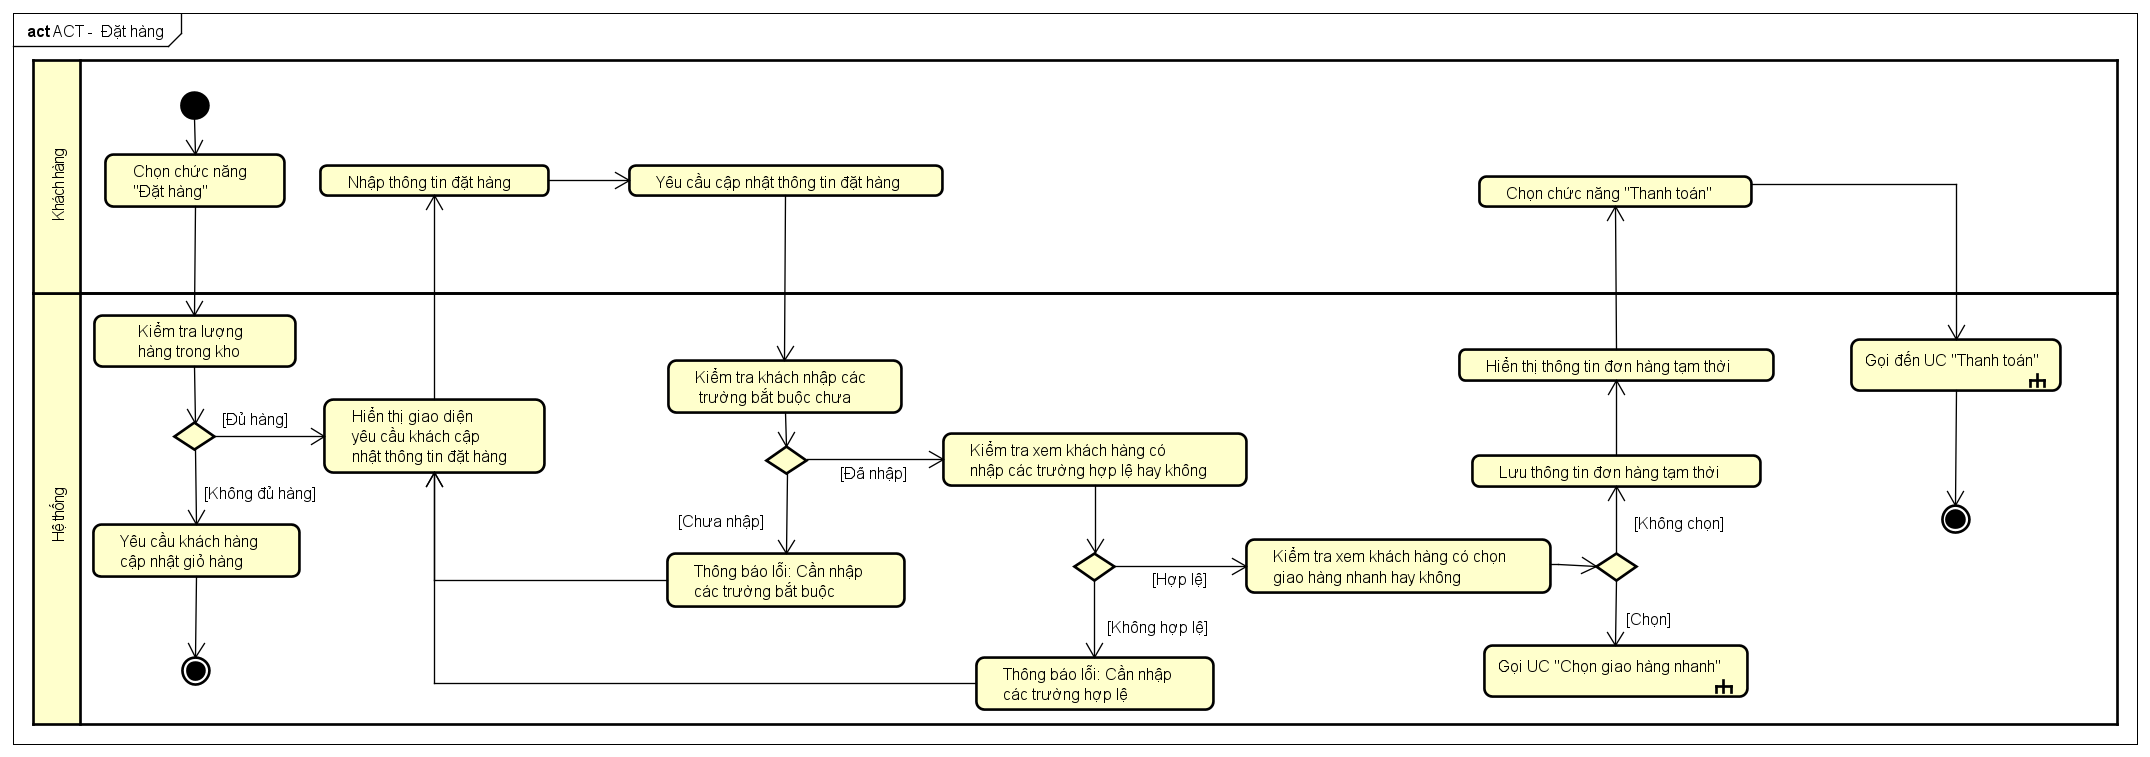 act ACT - Đặt hàng
Khách hàng
Chọn chức năng
"Đặt hàng"
Nhập thông tin đặt hàng
Yêu cầu cập nhật thông tin đặt hàng
Chọn chức năng "Thanh toán"
Hệ thống
Kiểm tra lượng
hàng trong kho
[Đủ hàng]
[Không đủ hàng]
Yêu cầu khách hàng
cập nhật giỏ hàng
Hiển thị giao diện
yêu cầu khách cập
nhật thông tin đặt hàng
Kiểm tra khách nhập các
trường bắt buộc chưa
[Đã nhập]
[Chưa nhập]
Thông báo lỗi: Cần nhập
các trường bắt buộc
Kiểm tra xem khách hàng có
nhập các trường hợp lệ hay không
[Hợp lệ]
[Không hợp lệ]
Thông báo lỗi: Cần nhập
các trường hợp lệ
Kiểm tra xem khách hàng có chọn
giao hàng nhanh hay không
[Không chọn]
[Chọn]
Gọi UC "Chọn giao hàng nhanh"
Lưu thông tin đơn hàng tạm thời
Hiển thị thông tin đơn hàng tạm thời
Gọi đến UC "Thanh toán"